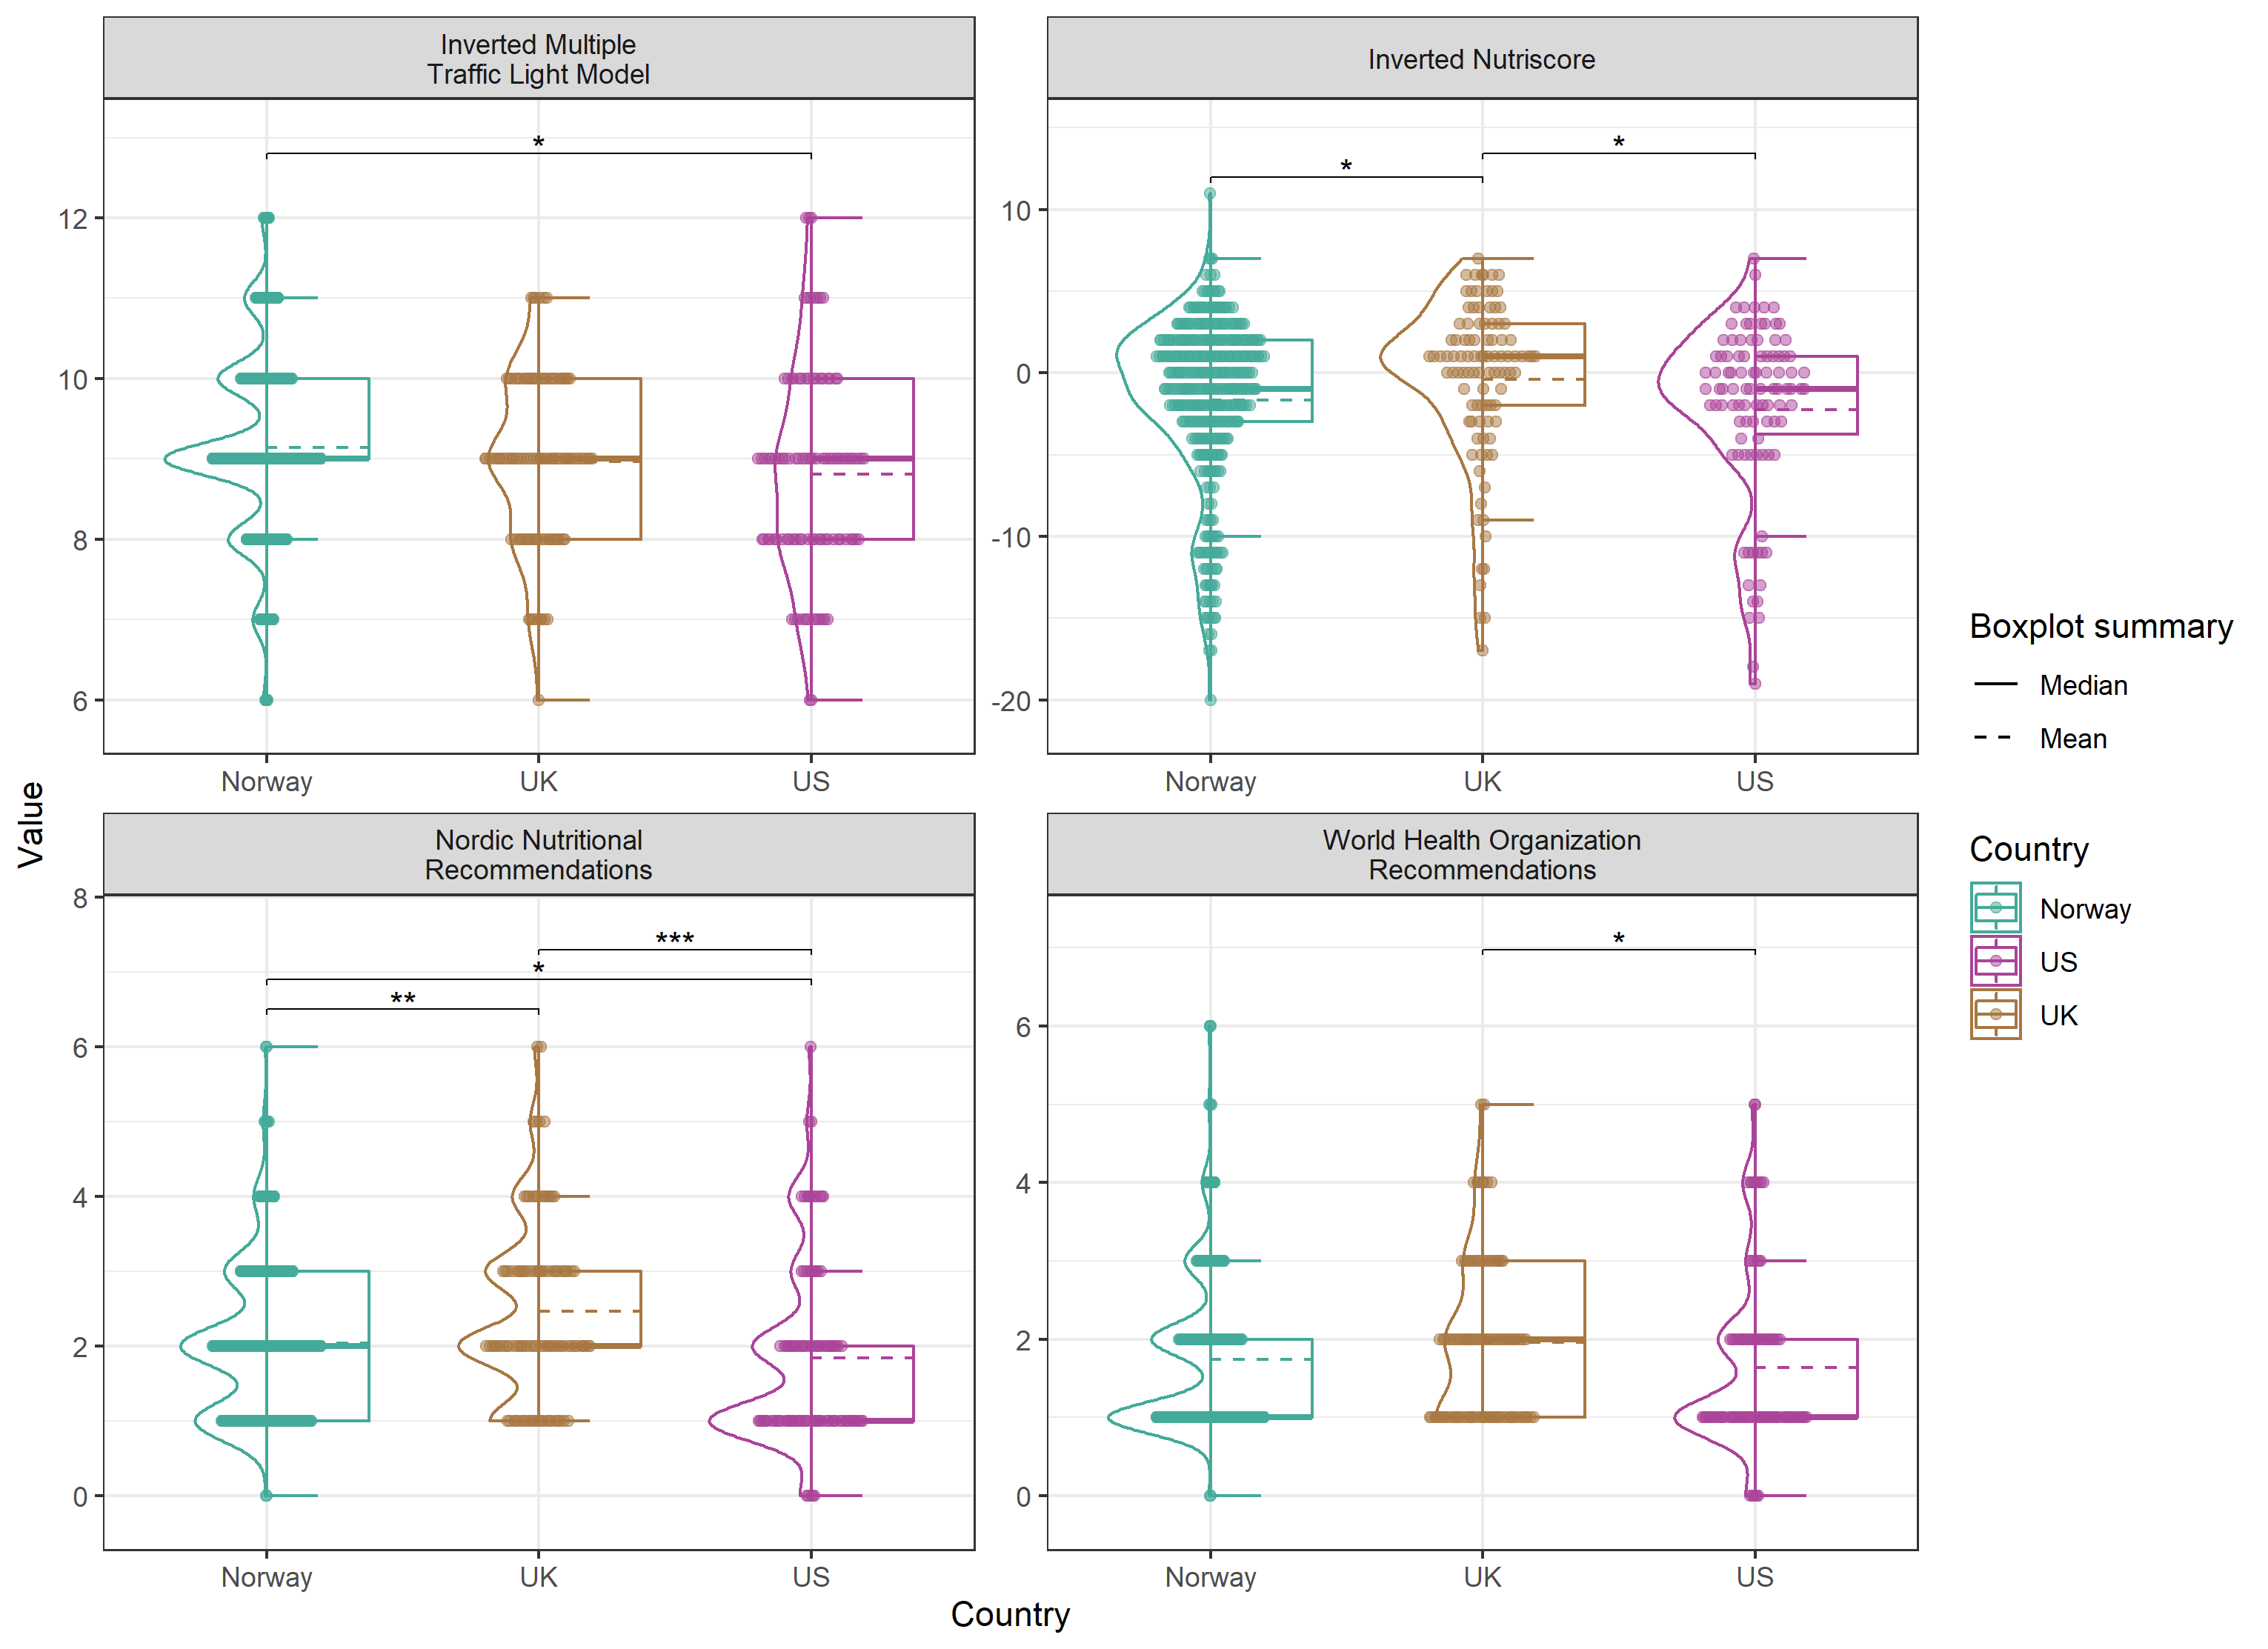 Inverted Multiple
Traffic Light Model
*
12
10
8
6
Norway UK US
Inverted Nutriscore
*
*
10
0
-10
-20
Norway UK US
Value
Nordic Nutritional
Recommendations
***
*
**
8
6
4
2
0
Norway UK US
World Health Organization
Recommendations
*
6
4
2
0
Norway UK US
Country
Boxplot summary
Median
Mean
Country
Norway
US
UK